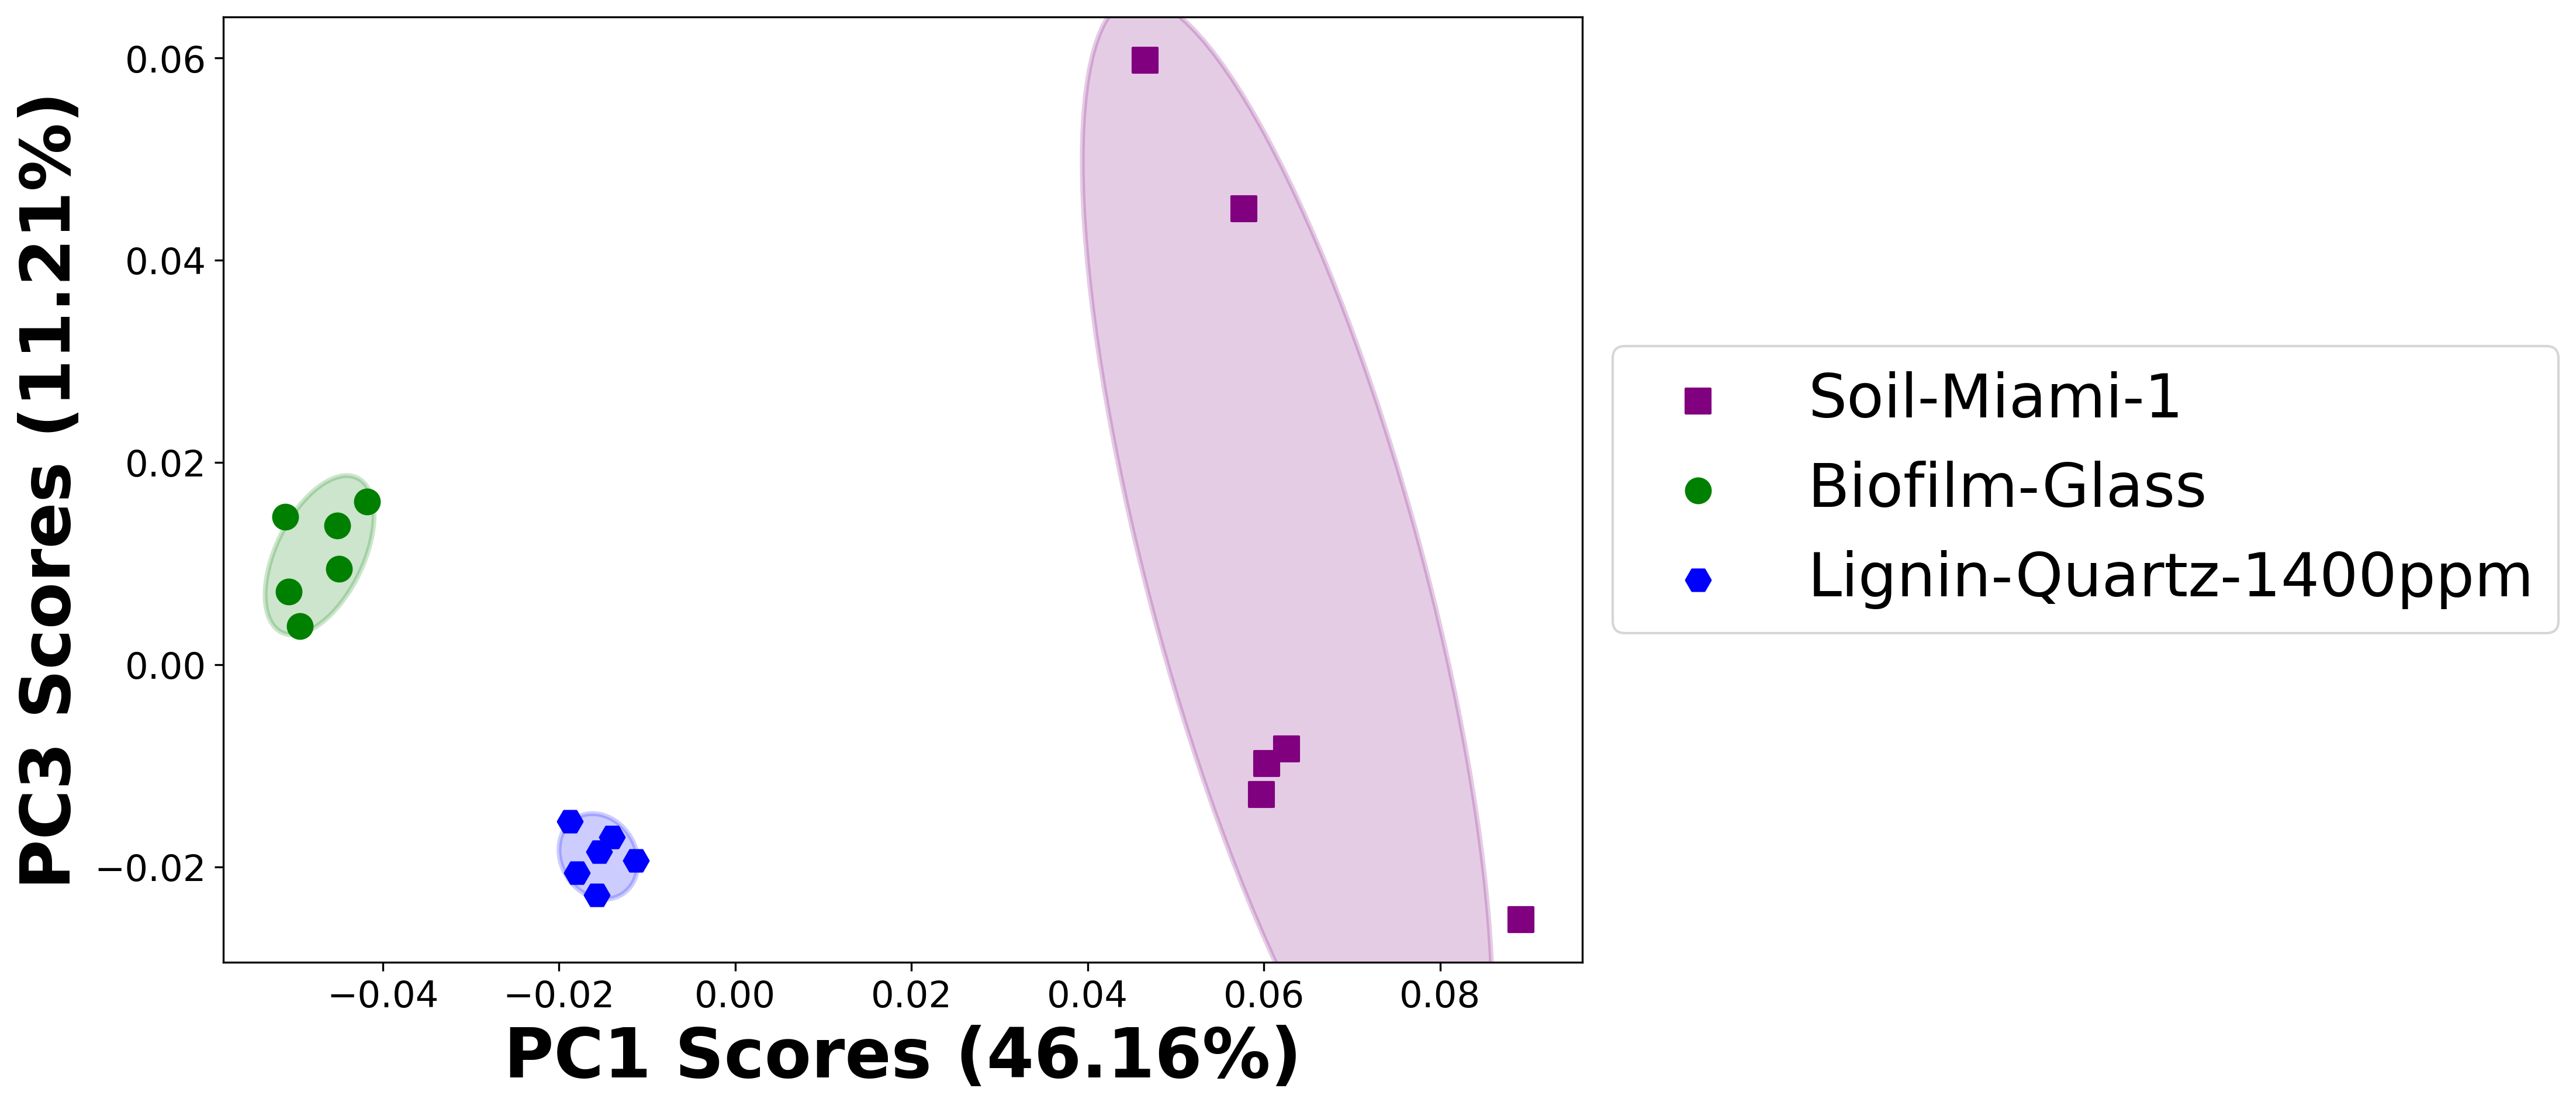 PC3 Scores (11.21%)
0.06
0.04
0.02
0.00
−0.02
−0.04
−0.02
0.00
0.02
0.04
0.06
0.08
PC1 Scores (46.16%)
Soil-Miami-1
Biofilm-Glass
Lignin-Quartz-1400ppm